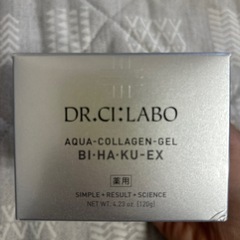 DR.CI:LABO
AQUA-COLLAGEN-GEL
BI•HA•KU-EX
薬用
SIMPLE + RESULT + SCIENCE
NET WT. 4.23 oz. [120g]